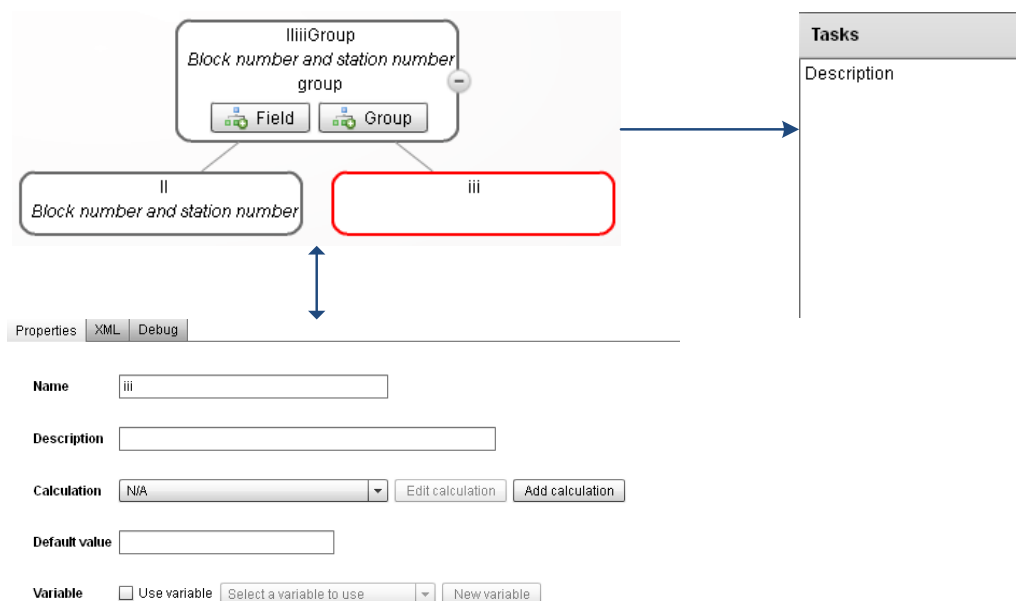 IIiiiGroup
Block number and station number
group
Field Group
II
Block number and station number
iii
Tasks
Description
Properties XML Debug
Name iii
Description
Calculation N/A Edit calculation Add calculation
Default value
Variable Use variable Select a variable to use New variable